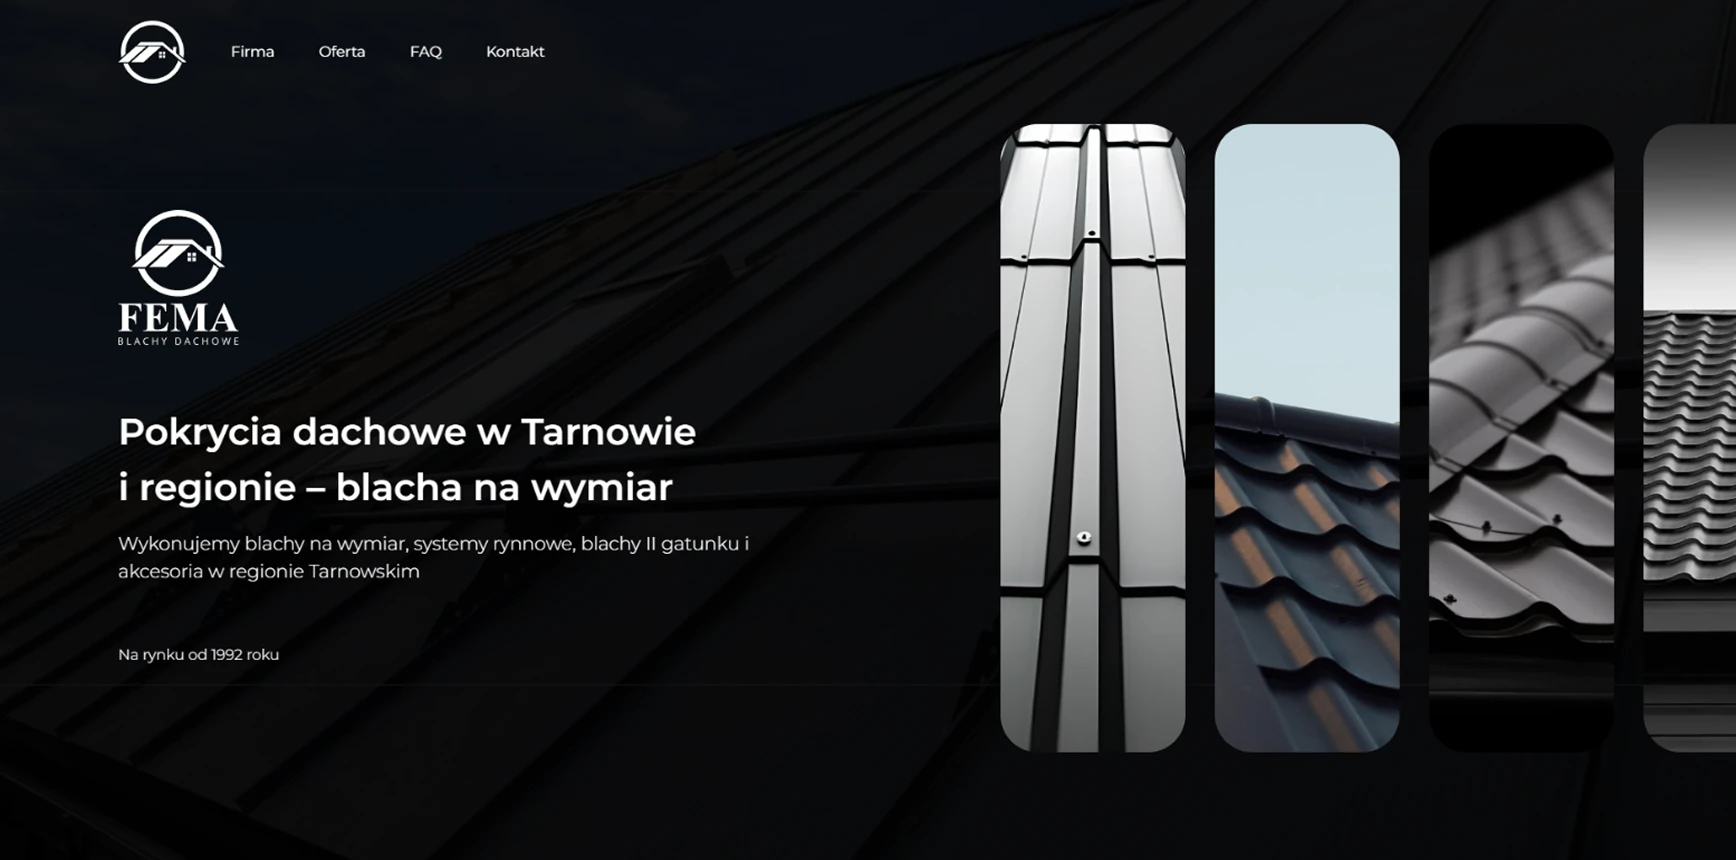 Firma
Oferta
FAQ
Kontakt
FEMA
BLACHY DACHOWE
Pokrycia dachowe w Tarnowie
i regionie – blacha na wymiar
Wykonujemy blachy na wymiar, systemy rynnowe, blachy II gatunku i
akcesoria w regionie Tarnowskim
Na rynku od 1992 roku